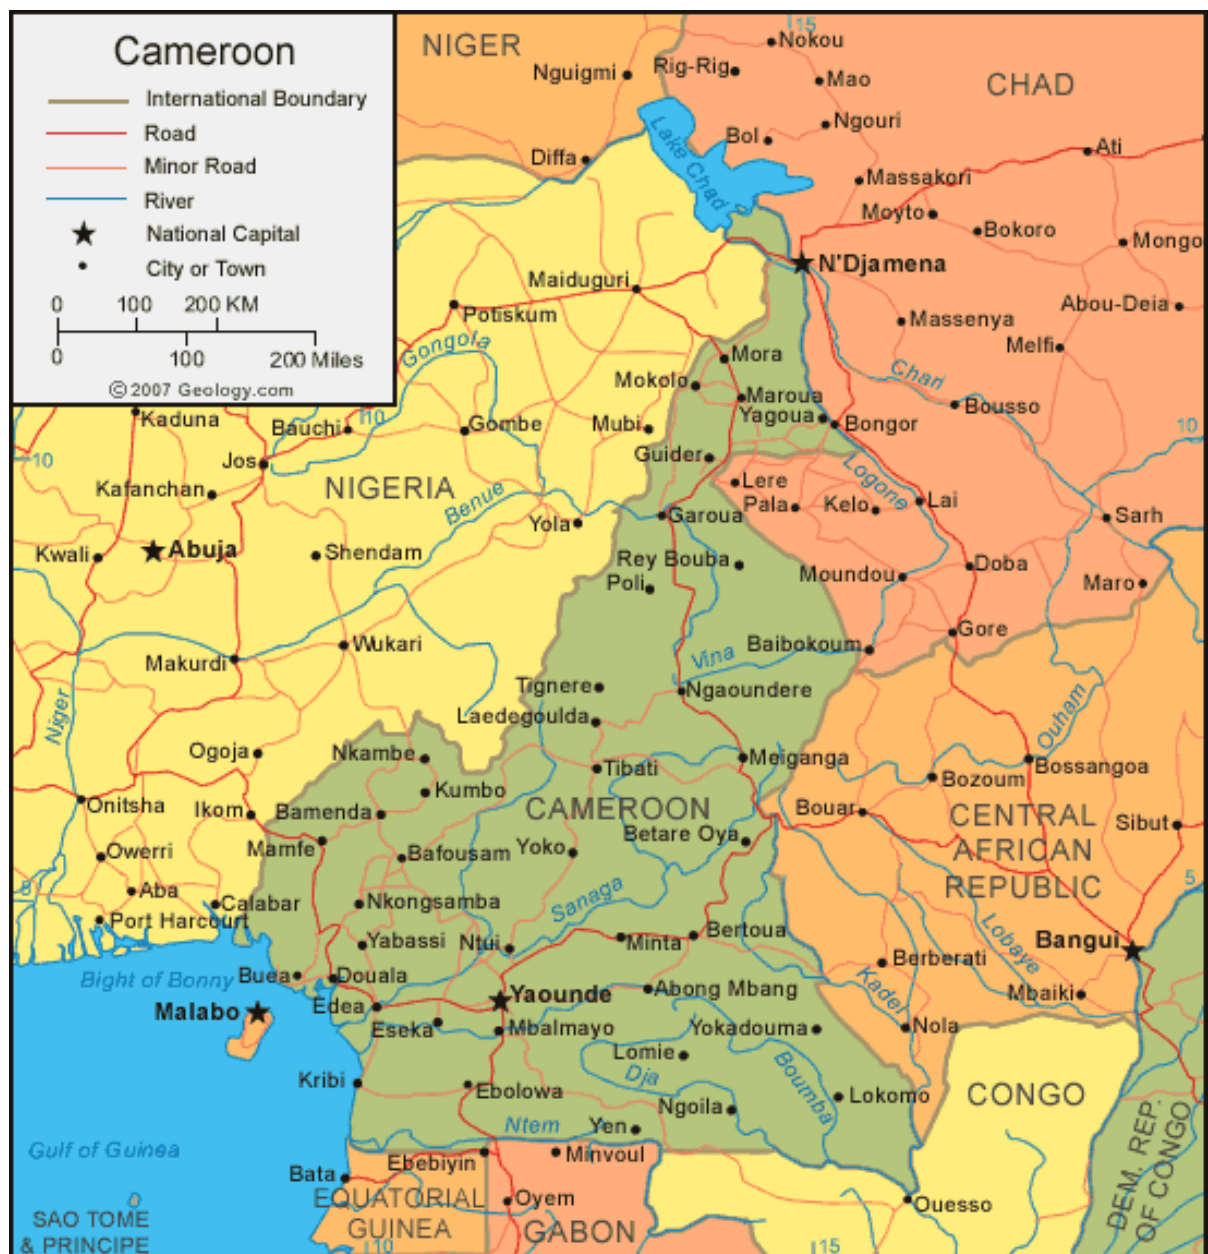 Cameroon
International Boundary
Road
Minor Road
River
National Capital
City or Town
0 100 200 KM
0 100 200 Miles
© 2007 Geology.com
15
NIGER
Nokou
Nguigmi
Rig-Rig
Mao
CHAD
Lake Chad
Ngouri
Bol
Diffa
Ati
Massakori
Moyto
Bokoro
Mongo
N'Djamena
Maiduguri
Abou-Deia
Potiskum
Massenya
Gongola
Mora
Melfi
Chari
Mokolo
Maroua
Bousso
Kaduna
10
Yagoua
Bauchi
Gombe
Mubi
Bongor
10
10
Jos
Guider
Logone
Kafanchan
NIGERIA
Lere
Benue
Pala
Kelo
Lai
Yola
Garoua
Sarh
Kwali
Abuja
Shendam
Rey Bouba
Doba
Poli
Moundou
Maro
Gore
Wukari
Baibokoum
Makurdi
Vina
Tignere
Ngaoundere
Niger
Laedegoulda
Ouham
Ogoja
Nkambe
Meiganga
Tibati
Bossangoa
Bozoum
Onitsha
Kumbo
Ikom
Bamenda
CAMEROON
Bouar
CENTRAL
AFRICAN
REPUBLIC
Sibut
Betare Oya
Mamfe
Owerri
Bafousam
Yoko
5
Aba
Sanaga
Calabar
Nkongsamba
Port Harcourt
Lobaye
Bertoua
Yabassi
Ntui
Minta
Bangui
Berberati
Bight of Bonny
Buea
Douala
Kadei
Abong Mbang
Mbaiki
Malabo
Edea
Yaounde
Eseka
Mbalmayo
Yokadouma
Nola
Lomie
Dja
Boumba
Kribi
Ebolowa
Lokomo
CONGO
Ngoila
Ntem
Yen
DEM. REP.
OF CONGO
Gulf of Guinea
Ebebiyin
Minvoul
Bata
EQUATORIAL
GUINEA
Oyem
Ouesso
SAO TOME
& PRINCIPE
GABON
10
15